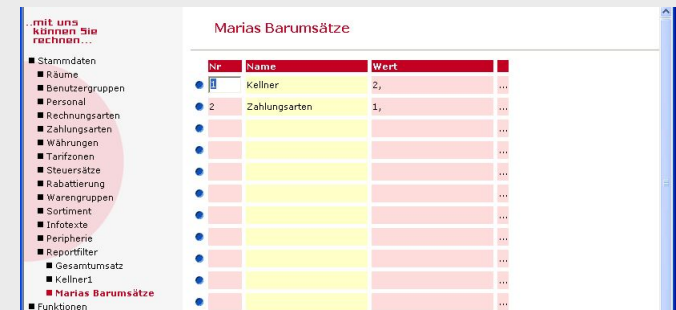 ..mit uns
können Sie
rechnen...
Marias Barumsätze
Stammdaten
Räume
Benutzergruppen
Personal
Rechnungsarten
Zahlungsarten
Währungen
Tarifzonen
Steuersätze
Rabattierung
Warengruppen
Sortiment
Infotexte
Peripherie
Reportfilter
Gesamtumsatz
Kellner1
Marias Barumsätze
Funktionen
Nr Name Wert
1 Kellner 2, ...
2 Zahlungsarten 1, ...
...
...
...
...
...
...
...
...
...